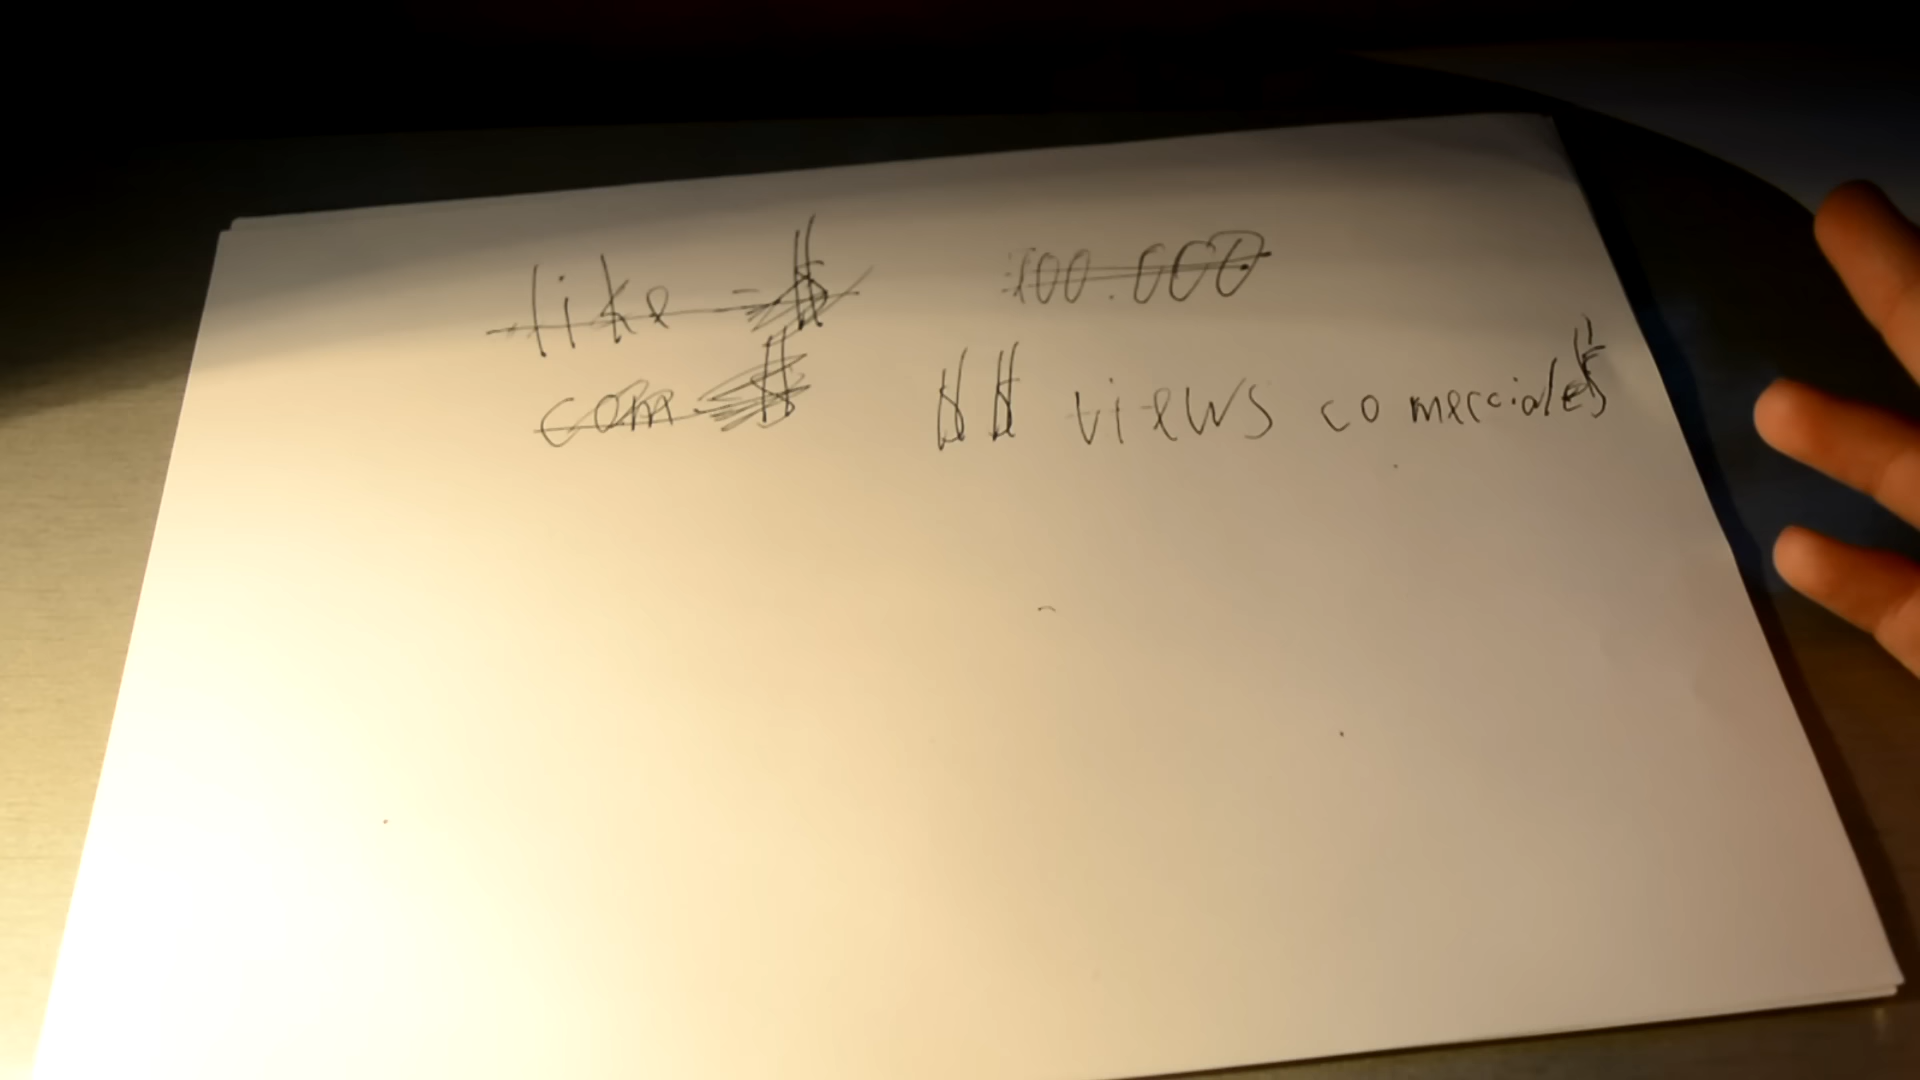 like = $ 100.000
com = $ $$ views comerciales $